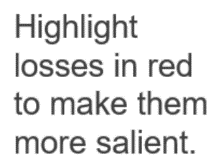 Highlight
losses in red
to make them
more salient.